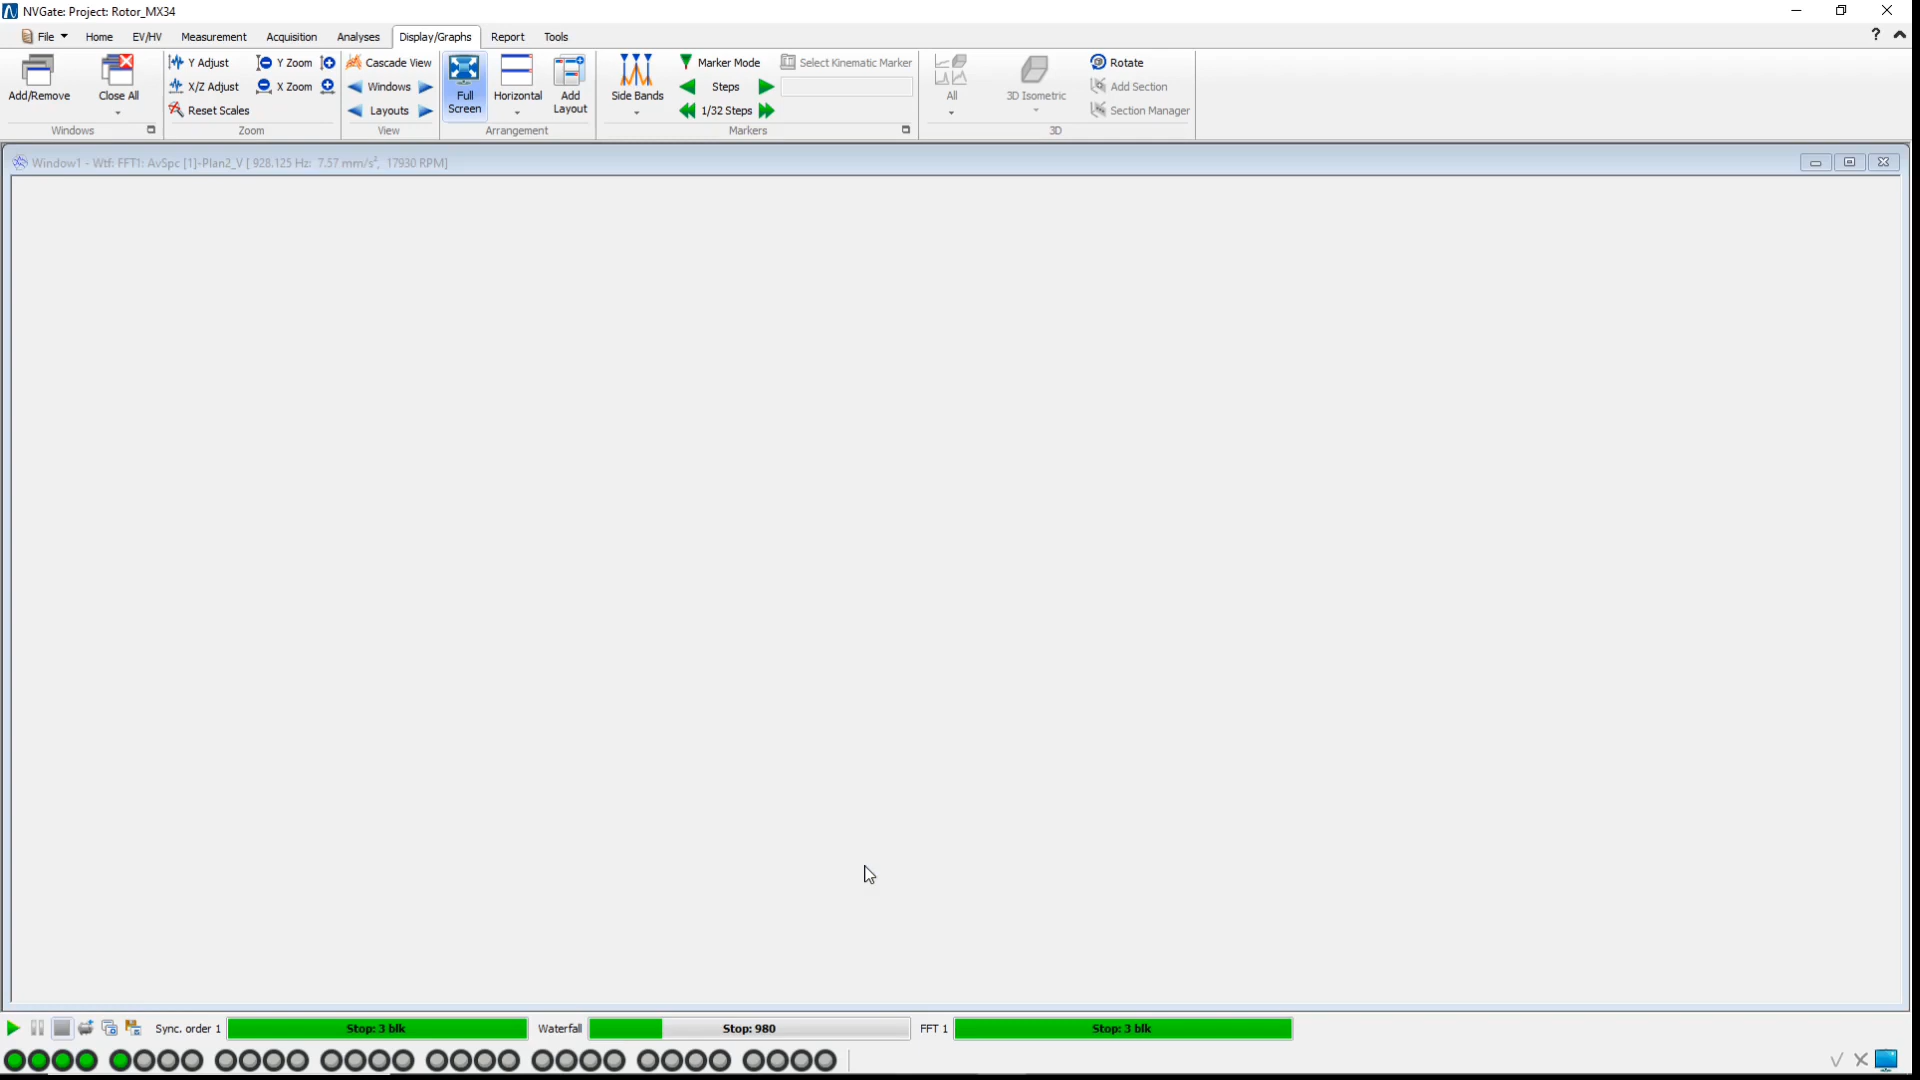 NVGate: Project: Rotor_MX34
File Home EV/HV Measurement Acquisition Analyses Display/Graphs Report Tools ?
Add/Remove
Close All
Windows
Y Adjust Y Zoom
X/Z Adjust X Zoom
Reset Scales
Zoom
Cascade View
Windows
Layouts
View
Full
Screen
Horizontal
Add
Layout
Arrangement
Side Bands
Marker Mode
Steps
1/32 Steps
Select Kinematic Marker
Markers
All
3D Isometric
Rotate
Add Section
Section Manager
3D
Window1 - Wtf: FFT1: AvSpc [1]-Plan2_V [ 928.125 Hz: 7.57 mm/s², 17930 RPM]
Sync. order 1 Stop: 3 blk Waterfall Stop: 980 FFT 1 Stop: 3 blk